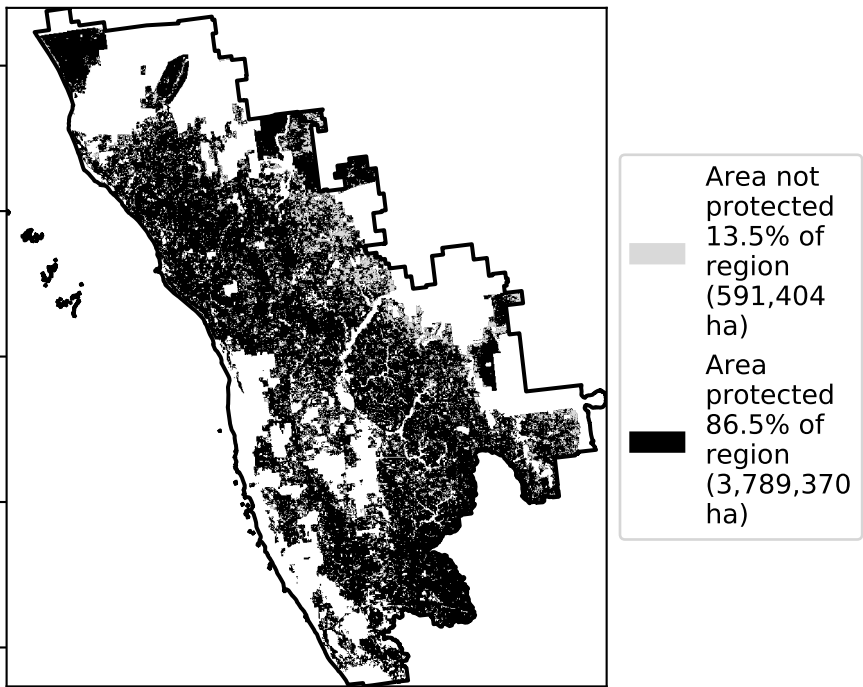 Area not
protected
13.5% of
region
(591,404
ha)
Area
protected
86.5% of
region
(3,789,370
ha)